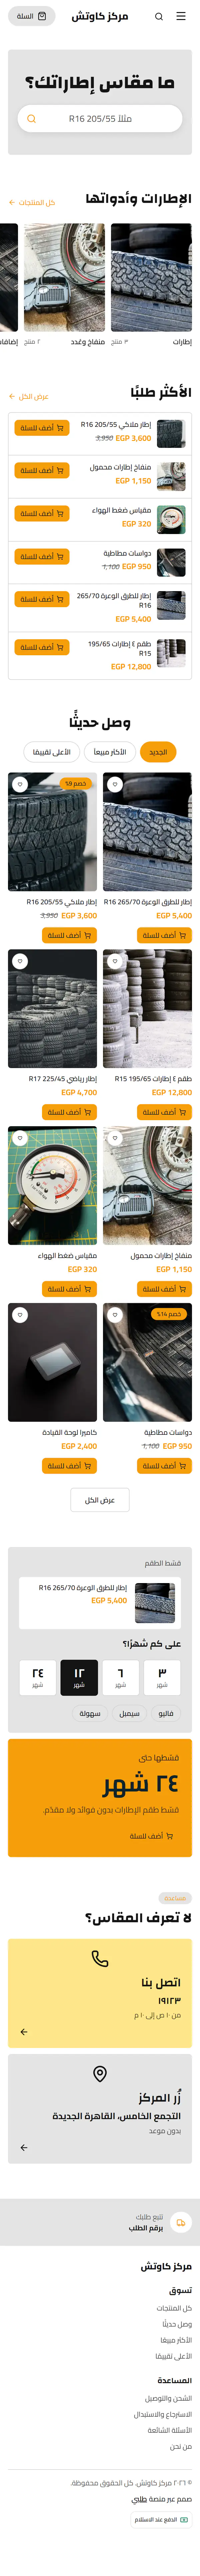 مركز كاوتش
السلة
ما مقاس إطاراتك؟
مثلاً R16 205/55
الإطارات وأدواتها
كل المنتجات
إطارات
٣ منتج
منفاخ وعُدد
٢ منتج
الأكثر طلبًا
عرض الكل
إطار ملاكي R16 205/55
3,950 EGP 3,600
أضف للسلة
منفاخ إطارات محمول
EGP 1,150
أضف للسلة
مقياس ضغط الهواء
EGP 320
أضف للسلة
دواسات مطاطية
1,100 EGP 950
أضف للسلة
إطار للطرق الوعرة 265/70
R16
EGP 5,400
أضف للسلة
طقم ٤ إطارات 195/65
R15
EGP 12,800
أضف للسلة
وصل حديثًا
الجديد
الأكثر مبيعاً
الأعلى تقييمًا
خصم 9٪
إطار للطرق الوعرة R16 265/70
EGP 5,400
أضف للسلة
إطار ملاكي R16 205/55
3,950 EGP 3,600
أضف للسلة
طقم ٤ إطارات R15 195/65
EGP 12,800
أضف للسلة
إطار رياضي R17 225/45
EGP 4,700
أضف للسلة
منفاخ إطارات محمول
EGP 1,150
أضف للسلة
مقياس ضغط الهواء
EGP 320
أضف للسلة
خصم 14٪
دواسات مطاطية
1,100 EGP 950
أضف للسلة
كاميرا لوحة القيادة
EGP 2,400
أضف للسلة
عرض الكل
قسّط الطقم
إطار للطرق الوعرة R16 265/70
EGP 5,400
على كم شهرًا؟
٣ شهر
٦ شهر
١٢ شهر
٢٤ شهر
ڤاليو
سيمبل
سهولة
قسّطها حتى
٢٤ شهر
قسّط طقم الإطارات بدون فوائد ولا مقدّم.
أضف للسلة
مساعدة
لا تعرف المقاس؟
اتصل بنا
١٩١٢٣
من ١٠ ص إلى ١٠ م
زُر المركز
التجمع الخامس، القاهرة الجديدة
بدون موعد
تتبع طلبك
برقم الطلب
مركز كاوتش
تسوق
كل المنتجات
وصل حديثًا
الأكثر مبيعًا
الأعلى تقييمًا
المساعدة
الشحن والتوصيل
الاسترجاع والاستبدال
الأسئلة الشائعة
من نحن
© ٢٠٢٦ مركز كاوتش. كل الحقوق محفوظة.
صمم عبر منصة طلبي
الدفع عند الاستلام